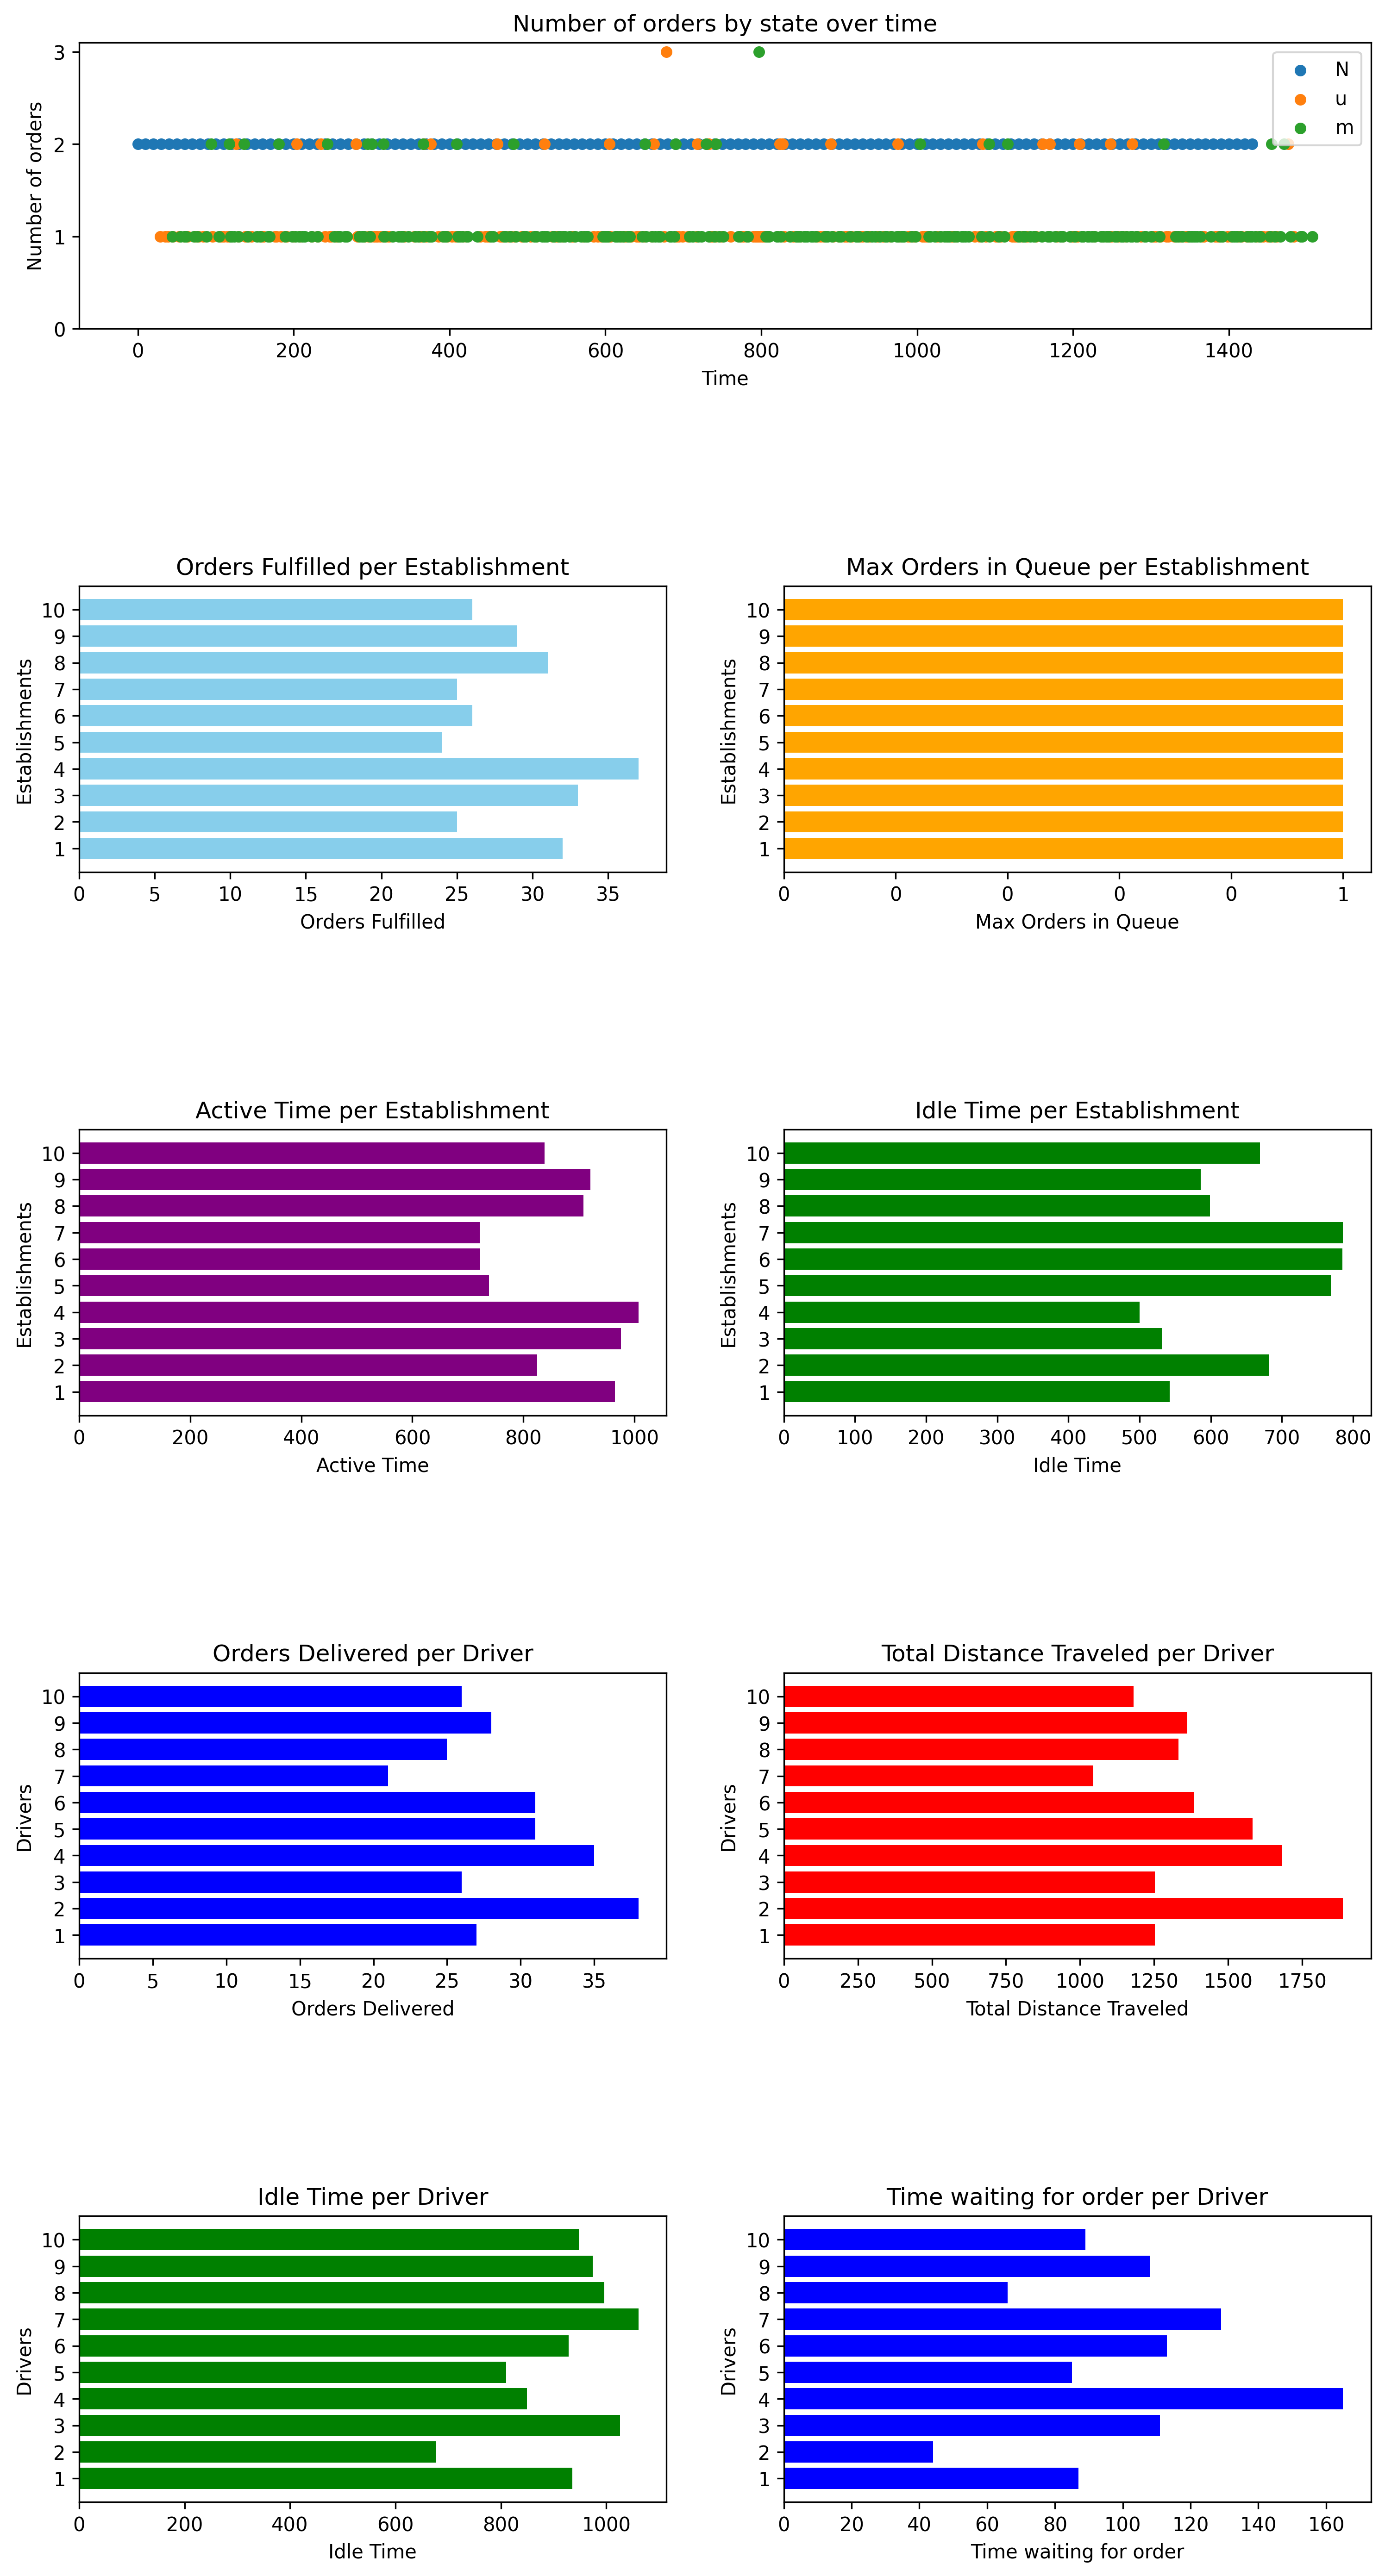 Number of orders by state over time
Number of orders
3
2
1
0
N
u
m
0 200 400 600 800 1000 1200 1400
Time
Orders Fulfilled per Establishment
Establishments
10
9
8
7
6
5
4
3
2
1
0 5 10 15 20 25 30 35
Orders Fulfilled
Max Orders in Queue per Establishment
Establishments
10
9
8
7
6
5
4
3
2
1
0 0 0 0 0 1
Max Orders in Queue
Active Time per Establishment
Establishments
10
9
8
7
6
5
4
3
2
1
0 200 400 600 800 1000
Active Time
Idle Time per Establishment
Establishments
10
9
8
7
6
5
4
3
2
1
0 100 200 300 400 500 600 700 800
Idle Time
Orders Delivered per Driver
Drivers
10
9
8
7
6
5
4
3
2
1
0 5 10 15 20 25 30 35
Orders Delivered
Total Distance Traveled per Driver
Drivers
10
9
8
7
6
5
4
3
2
1
0 250 500 750 1000 1250 1500 1750
Total Distance Traveled
Idle Time per Driver
Drivers
10
9
8
7
6
5
4
3
2
1
0 200 400 600 800 1000
Idle Time
Time waiting for order per Driver
Drivers
10
9
8
7
6
5
4
3
2
1
0 20 40 60 80 100 120 140 160
Time waiting for order